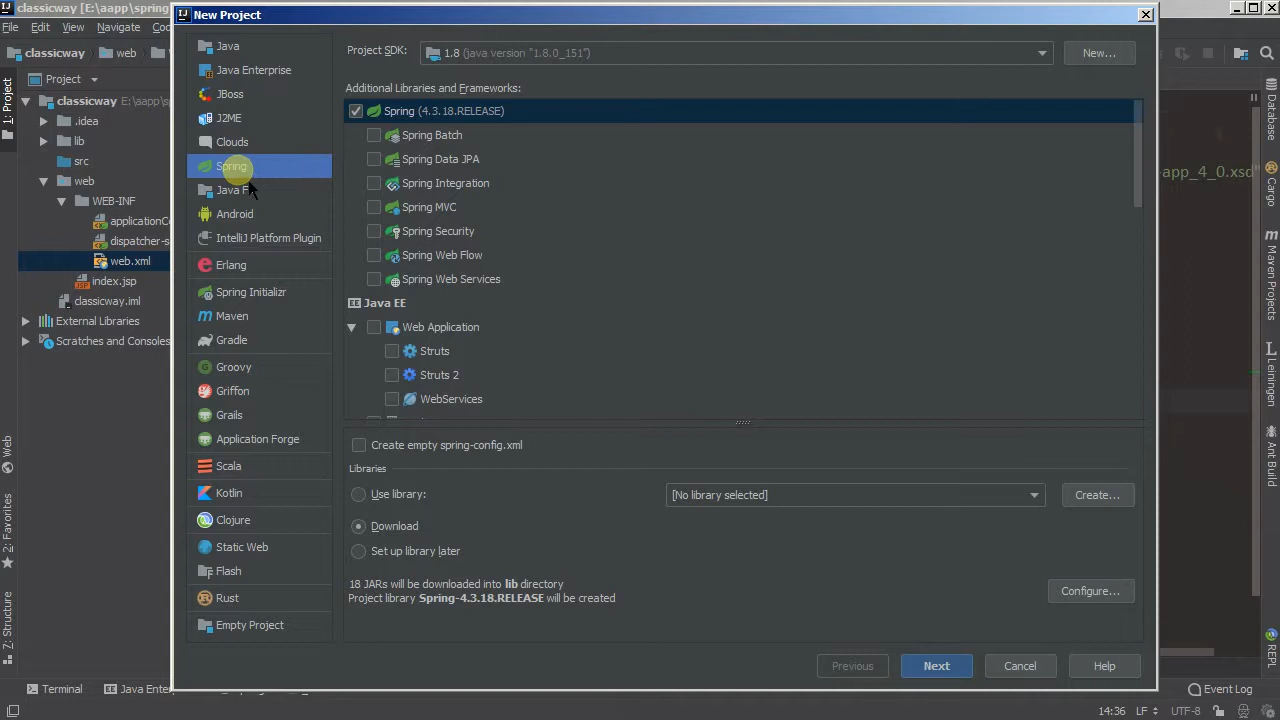 classicway [E:\aapp\spring
File
Edit
View
Navigate
classicway
web
1: Project
Project
classicway
.idea
lib
src
web
WEB-INF
web.xml
index.jsp
classicway.iml
External Libraries
Scratches and Consoles
Web
2: Favorites
Z: Structure
New Project
Java
Java Enterprise
JBoss
J2ME
Clouds
Spring
Java F
Android
IntelliJ Platform Plugin
Erlang
Spring Initializr
Maven
Gradle
Groovy
Griffon
Grails
Application Forge
Scala
Kotlin
Clojure
Static Web
Flash
Rust
Empty Project
Project SDK:
1.8 (java version "1.8.0_151")
New...
Additional Libraries and Frameworks:
Spring (4.3.18.RELEASE)
Spring Batch
Spring Data JPA
Spring Integration
Spring MVC
Spring Security
Spring Web Flow
Spring Web Services
Java EE
Web Application
Struts
Struts 2
WebServices
Create empty spring-config.xml
Libraries
Use library:
[No library selected]
Create...
Download
Set up library later
18 JARs will be downloaded into lib directory
Project library Spring-4.3.18.RELEASE will be created
Configure...
Previous
Next
Cancel
Help
-app_4_0.xsd"
Database
Cargo
Maven Projects
Leiningen
Ant Build
REPL
Terminal
Event Log
14:36
LF
UTF-8